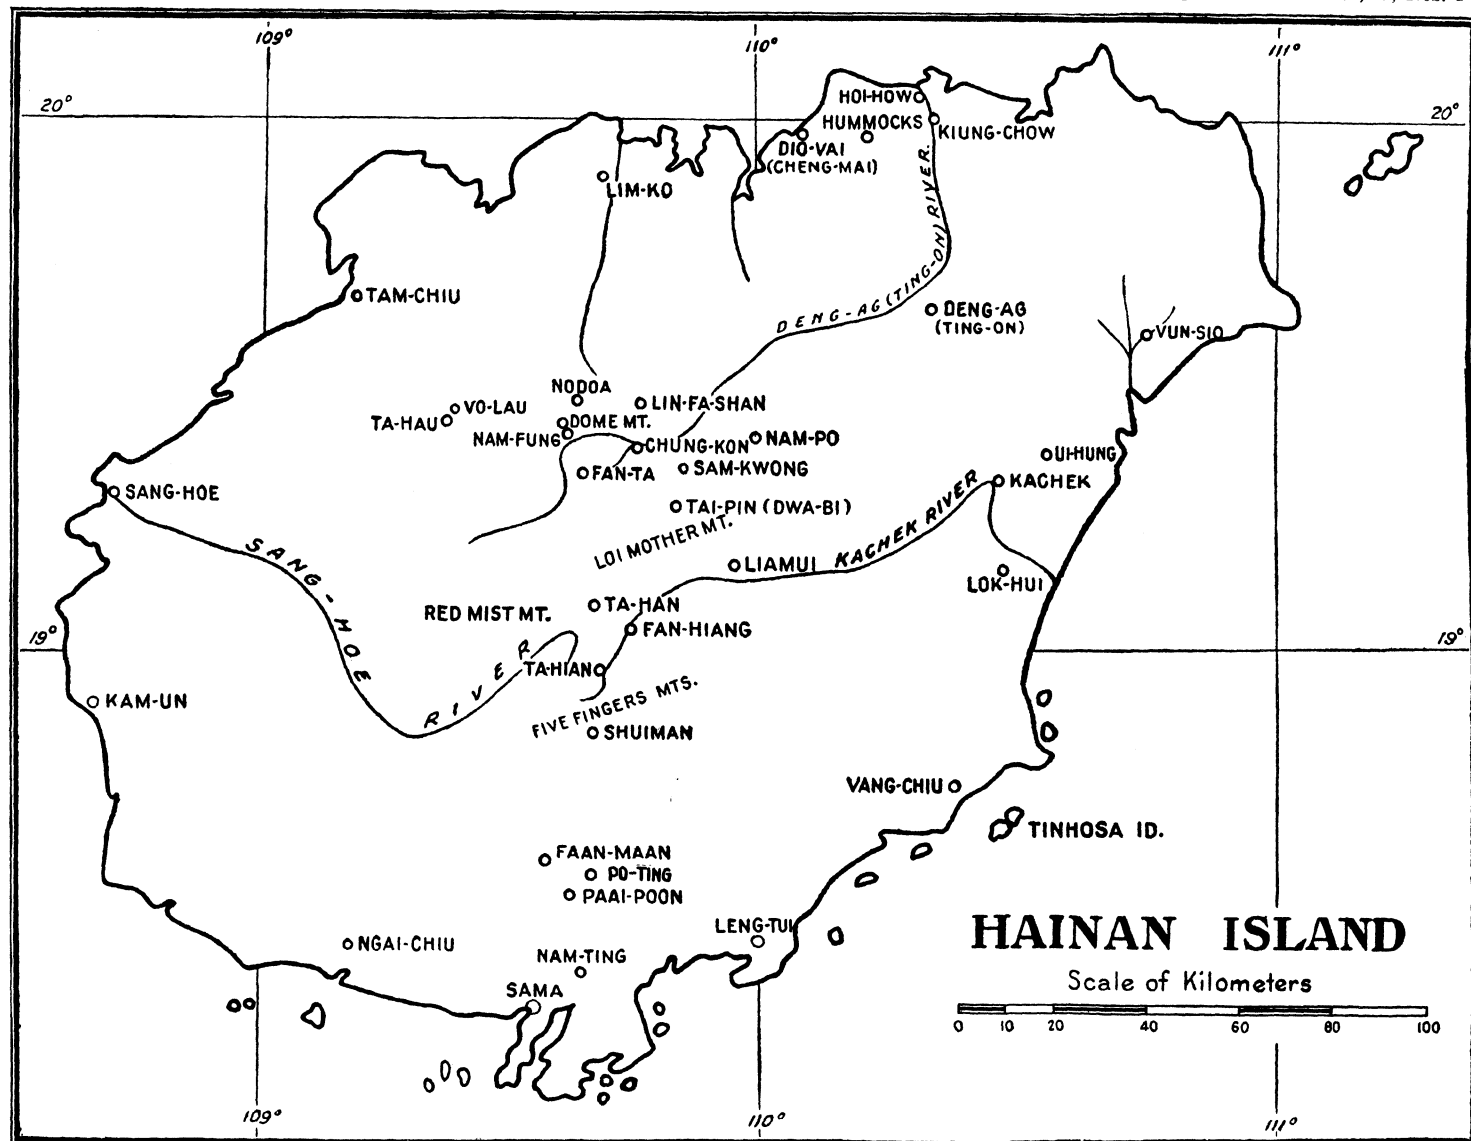 109°
110°
111°
20°
20°
HOI-HOW
HUMMOCKS
KIUNG-CHOW
DIO-VAI
(CHENG-MAI)
LIM-KO
DENG-AG (TING-ON) RIVER.
TAM-CHIU
DENG-AG
(TING-ON)
VUN-SIO
NODOA
LIN-FA-SHAN
VO-LAU
TA-HAU
DOME MT.
NAM-FUNG
CHUNG-KON
NAM-PO
UI-HUNG
FAN-TA
SAM-KWONG
KACHEK
SANG-HOE
TAI-PIN (DWA-BI)
LOI MOTHER MT.
KACHEK RIVER
LIAMUI
LOK-HUI
SANG-HOE RIVER
TA-HAN
RED MIST MT.
FAN-HIANG
19°
19°
TA-HIAN
KAM-UN
FIVE FINGERS MTS.
SHUIMAN
VANG-CHIU
TINHOSA ID.
FAAN-MAAN
PO-TING
PAAI-POON
LENG-TUI
NGAI-CHIU
NAM-TING
SAMA
HAINAN ISLAND
Scale of Kilometers
0 10 20 40 60 80 100
109°
110°
111°